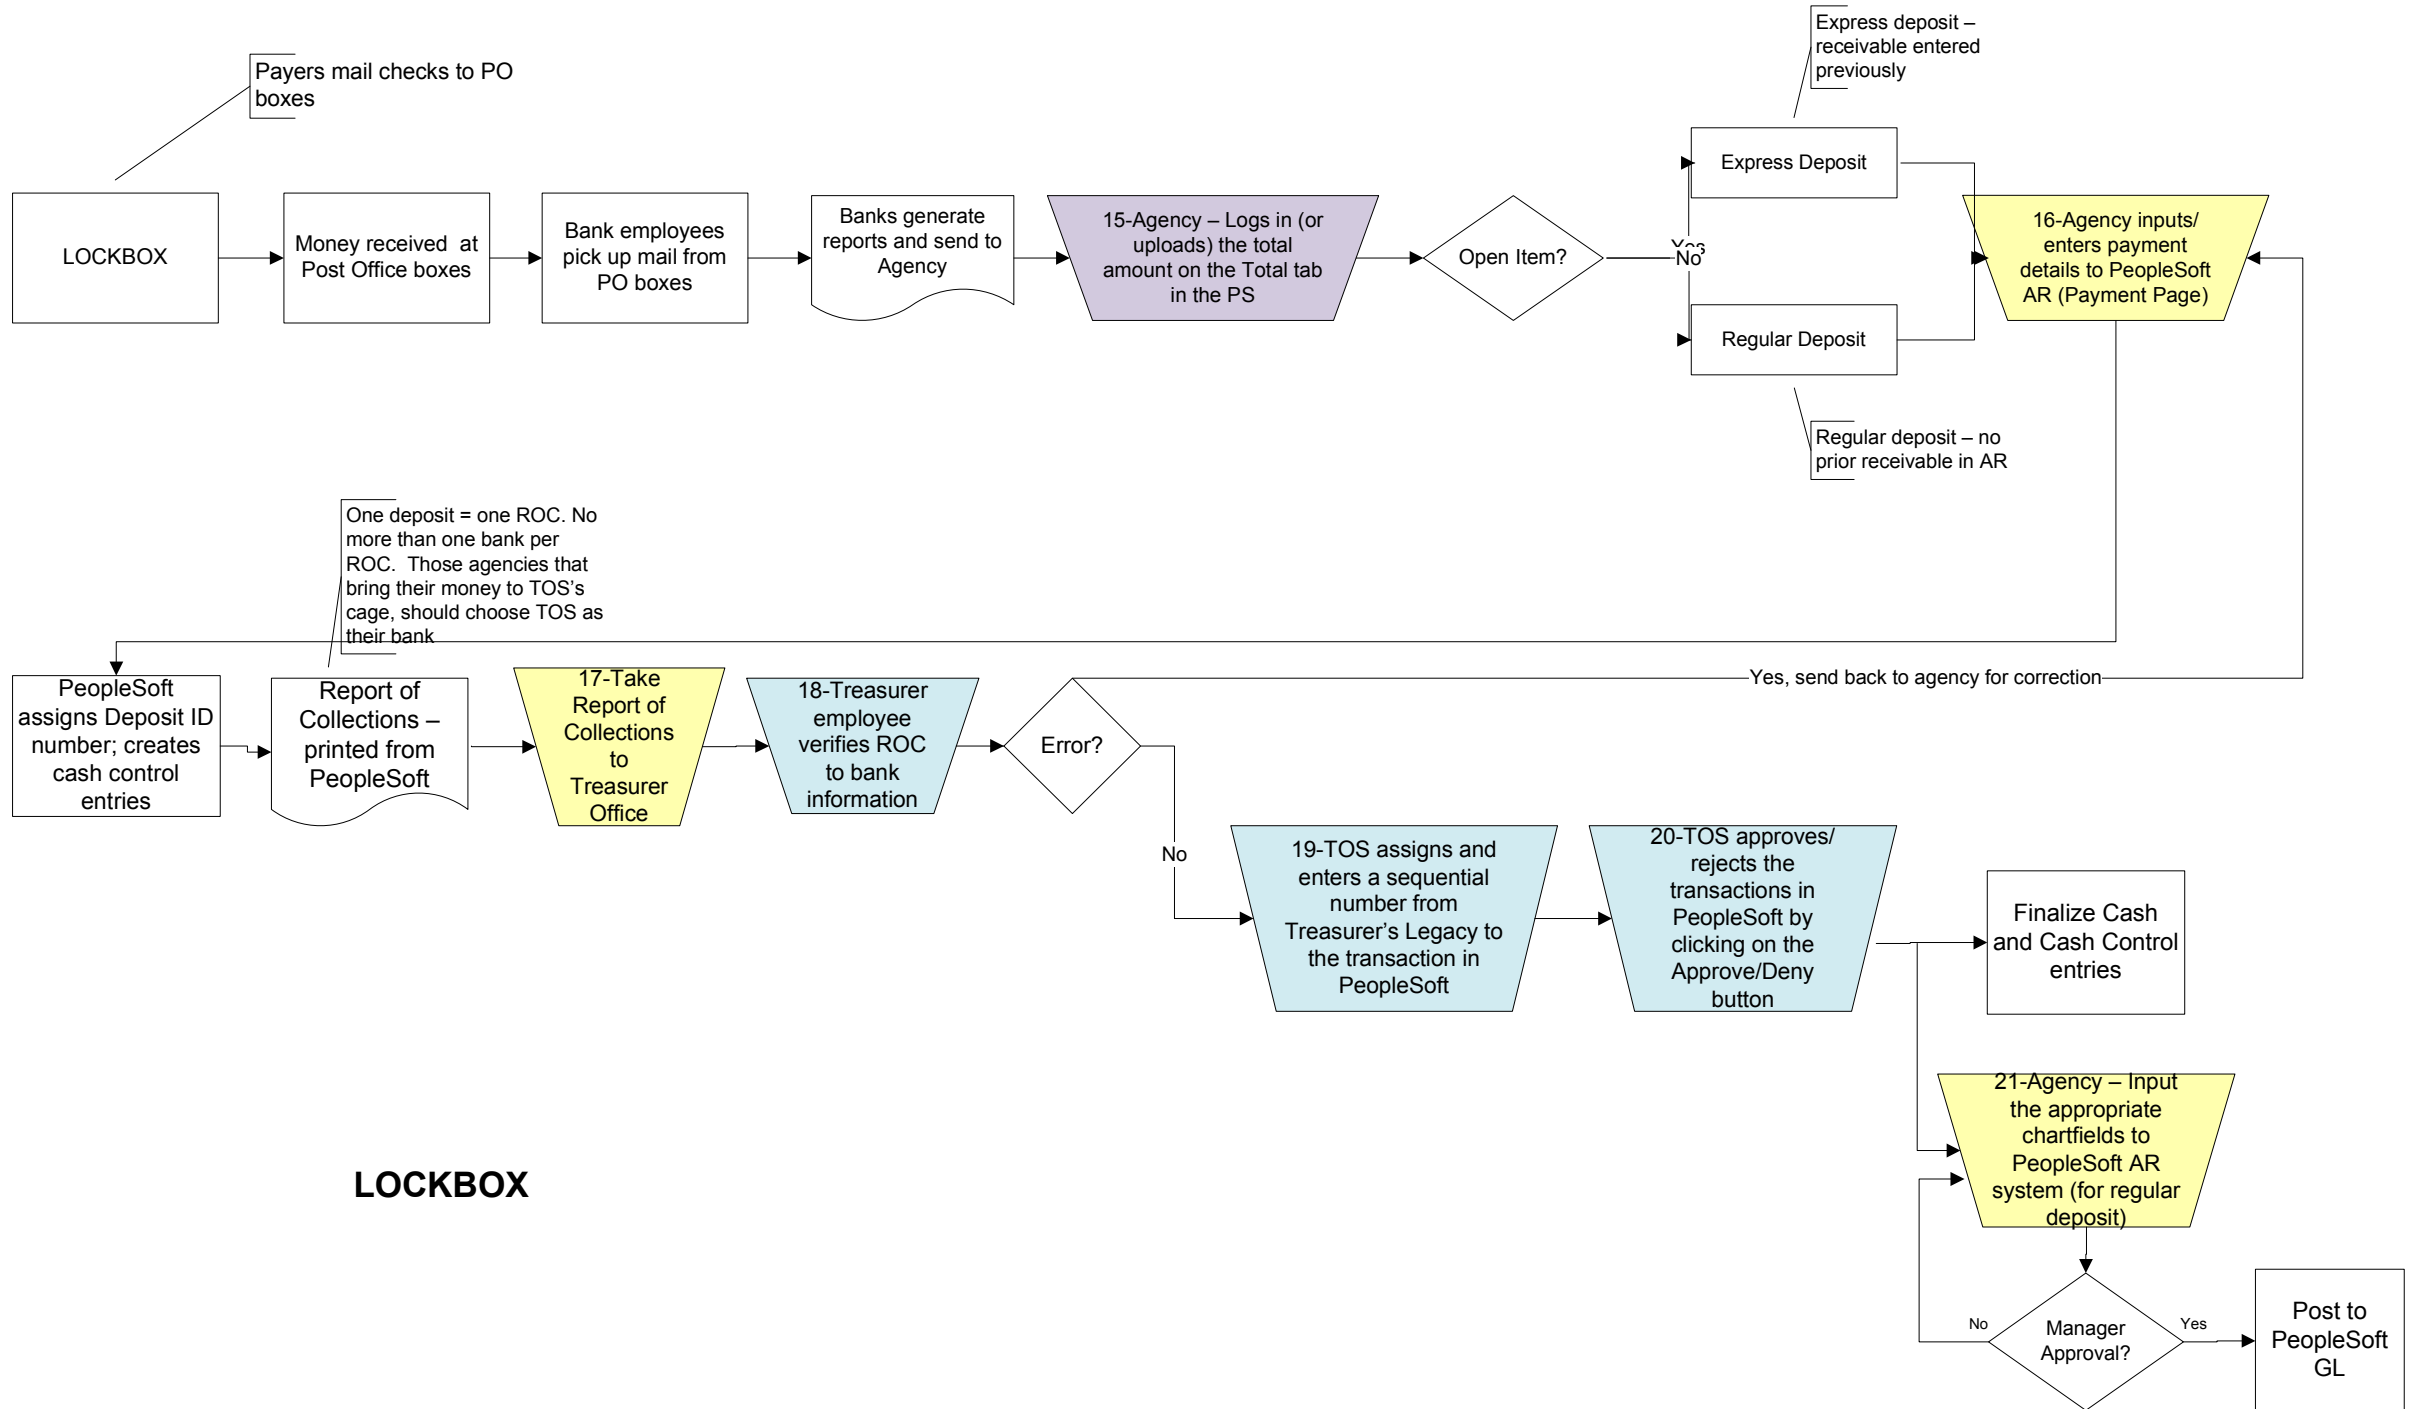 Express deposit –
receivable entered
previously
Payers mail checks to PO
boxes
LOCKBOX
Money received  at
Post Office boxes
Bank employees
pick up mail from
PO boxes
Banks generate
reports and send to
Agency
15-Agency – Logs in (or
uploads) the total
amount on the Total tab
in the PS
Open Item?
Yes
No
Express Deposit
Regular Deposit
16-Agency inputs/
enters payment
details to PeopleSoft
AR (Payment Page)
Regular deposit – no
prior receivable in AR
One deposit = one ROC. No
more than one bank per
ROC.  Those agencies that
bring their money to TOS’s
cage, should choose TOS as
their bank
PeopleSoft
assigns Deposit ID
number; creates
cash control
entries
Report of
Collections –
printed from
PeopleSoft
17-Take
Report of
Collections
to
Treasurer
Office
18-Treasurer
employee
verifies ROC
to bank
information
Error?
Yes, send back to agency for correction
No
19-TOS assigns and
enters a sequential
number from
Treasurer’s Legacy to
the transaction in
PeopleSoft
20-TOS approves/
rejects the
transactions in
PeopleSoft by
clicking on the
Approve/Deny
button
Finalize Cash
and Cash Control
entries
21-Agency – Input
the appropriate
chartfields to
PeopleSoft AR
system (for regular
deposit)
LOCKBOX
No
Manager
Approval?
Yes
Post to
PeopleSoft
GL